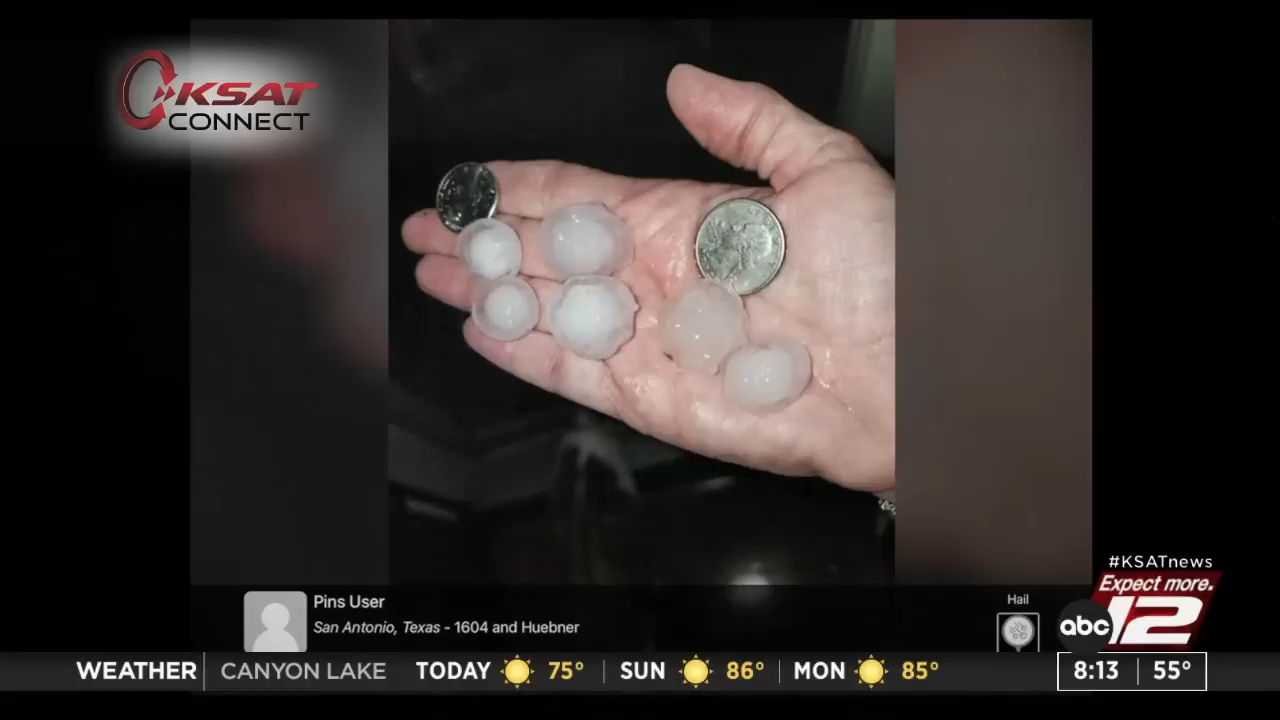 KSAT
CONNECT
#KSATnews
Expect more.
abc 12
Pins User
San Antonio, Texas - 1604 and Huebner
Hail
WEATHER CANYON LAKE TODAY 75° SUN 86° MON 85° 8:13 55°